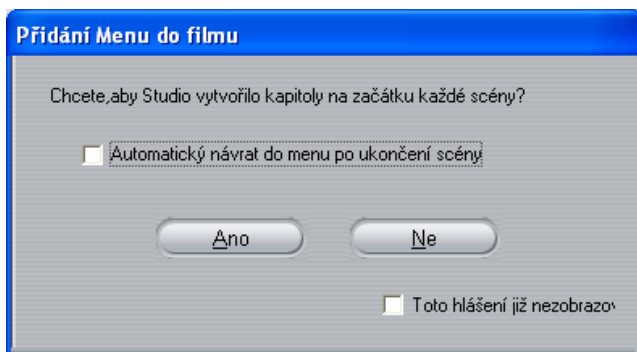 Přidání Menu do filmu
Chcete,aby Studio vytvořilo kapitoly na začátku každé scény?
Automatický návrat do menu po ukončení scény
Ano
Ne
Toto hlášení již nezobrazov